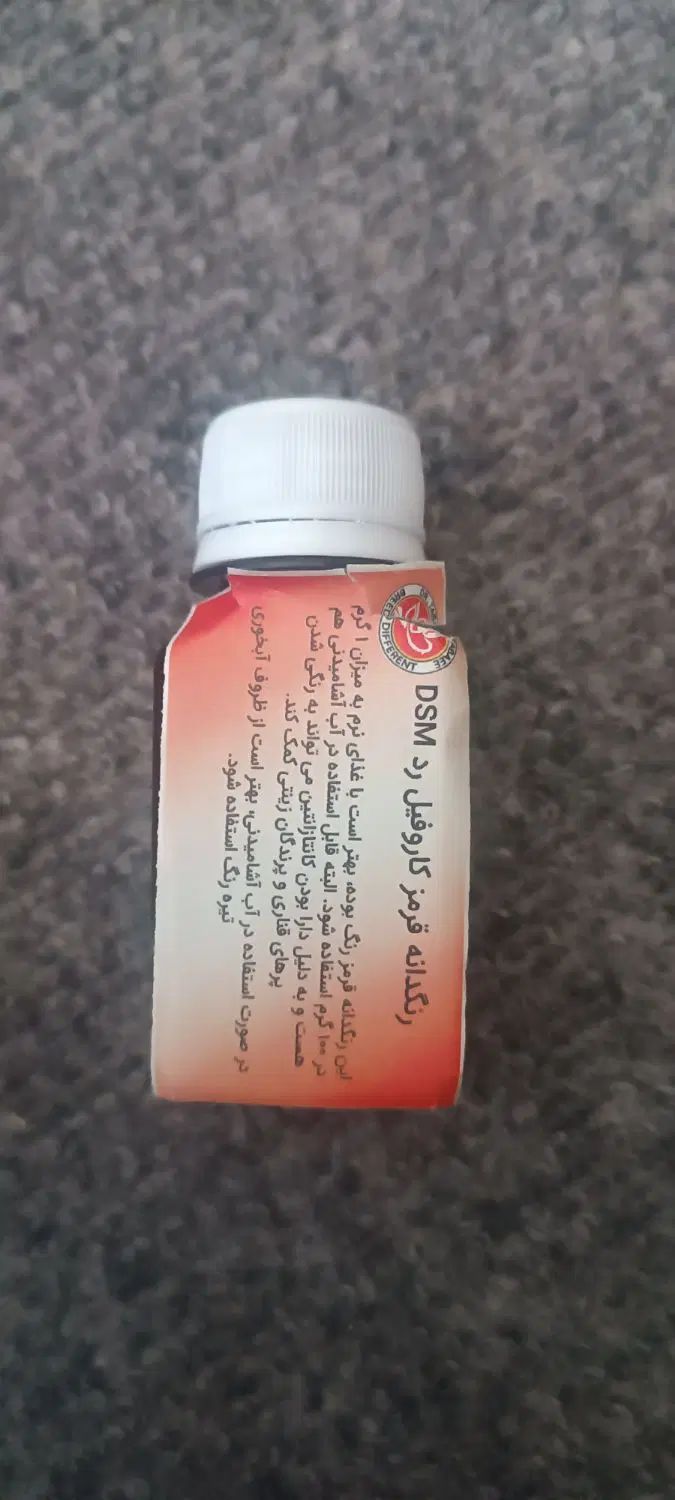 BREED DIFFERENT
رنگدانه قرمز کاروفیل رد DSM
این رنگدانه قرمز رنگ بوده، بهتر است با غذای نرم به میزان ۱ گرم
در ۱۰۰ گرم استفاده شود. البته قابل استفاده در آب آشامیدنی هم
هست و به دلیل دارا بودن کانتازانتین می تواند به رنگی شدن
پرهای قناری و پرندگان زینتی کمک کند.
در صورت استفاده در آب آشامیدنی، بهتر است از ظروف آبخوری
تیره رنگ استفاده شود.